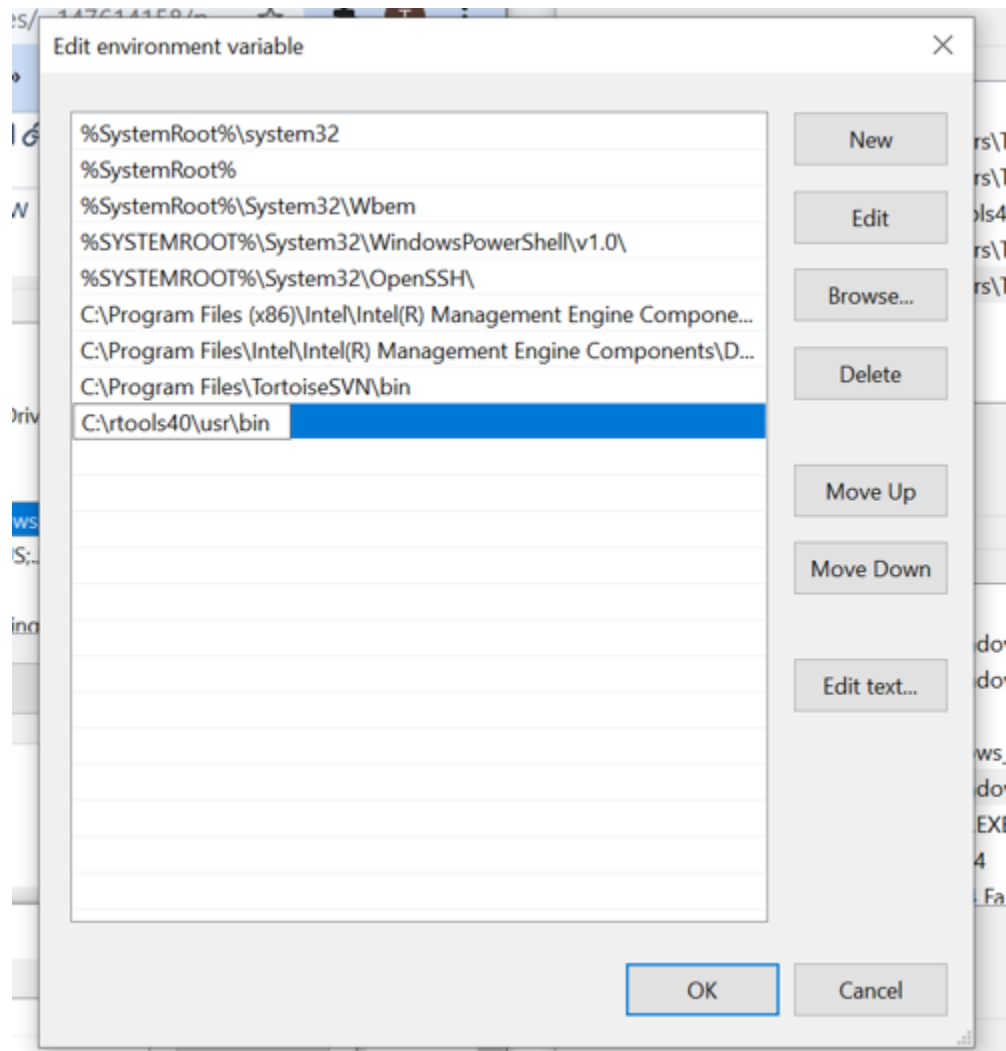 Edit environment variable
%SystemRoot%\system32
%SystemRoot%
%SystemRoot%\System32\Wbem
%SYSTEMROOT%\System32\WindowsPowerShell\v1.0\
%SYSTEMROOT%\System32\OpenSSH\
C:\Program Files (x86)\Intel\Intel(R) Management Engine Compone...
C:\Program Files\Intel\Intel(R) Management Engine Components\D...
C:\Program Files\TortoiseSVN\bin
C:\rtools40\usr\bin
New
Edit
Browse...
Delete
Move Up
Move Down
Edit text...
OK
Cancel